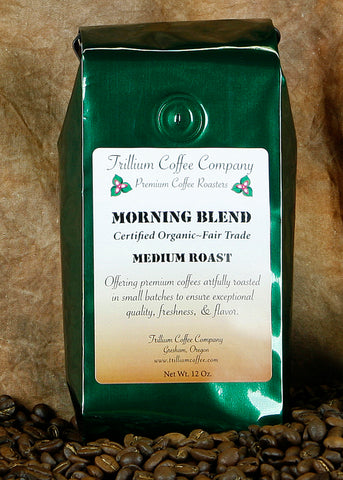 Trillium Coffee Company
Premium Coffee Roasters
MORNING BLEND
Certified Organic~Fair Trade
MEDIUM ROAST
Offering premium coffees artfully roasted
in small batches to ensure exceptional
quality, freshness, & flavor.
Trillium Coffee Company
Gresham, Oregon
www.trilliumcoffee.com
Net Wt. 12 Oz.